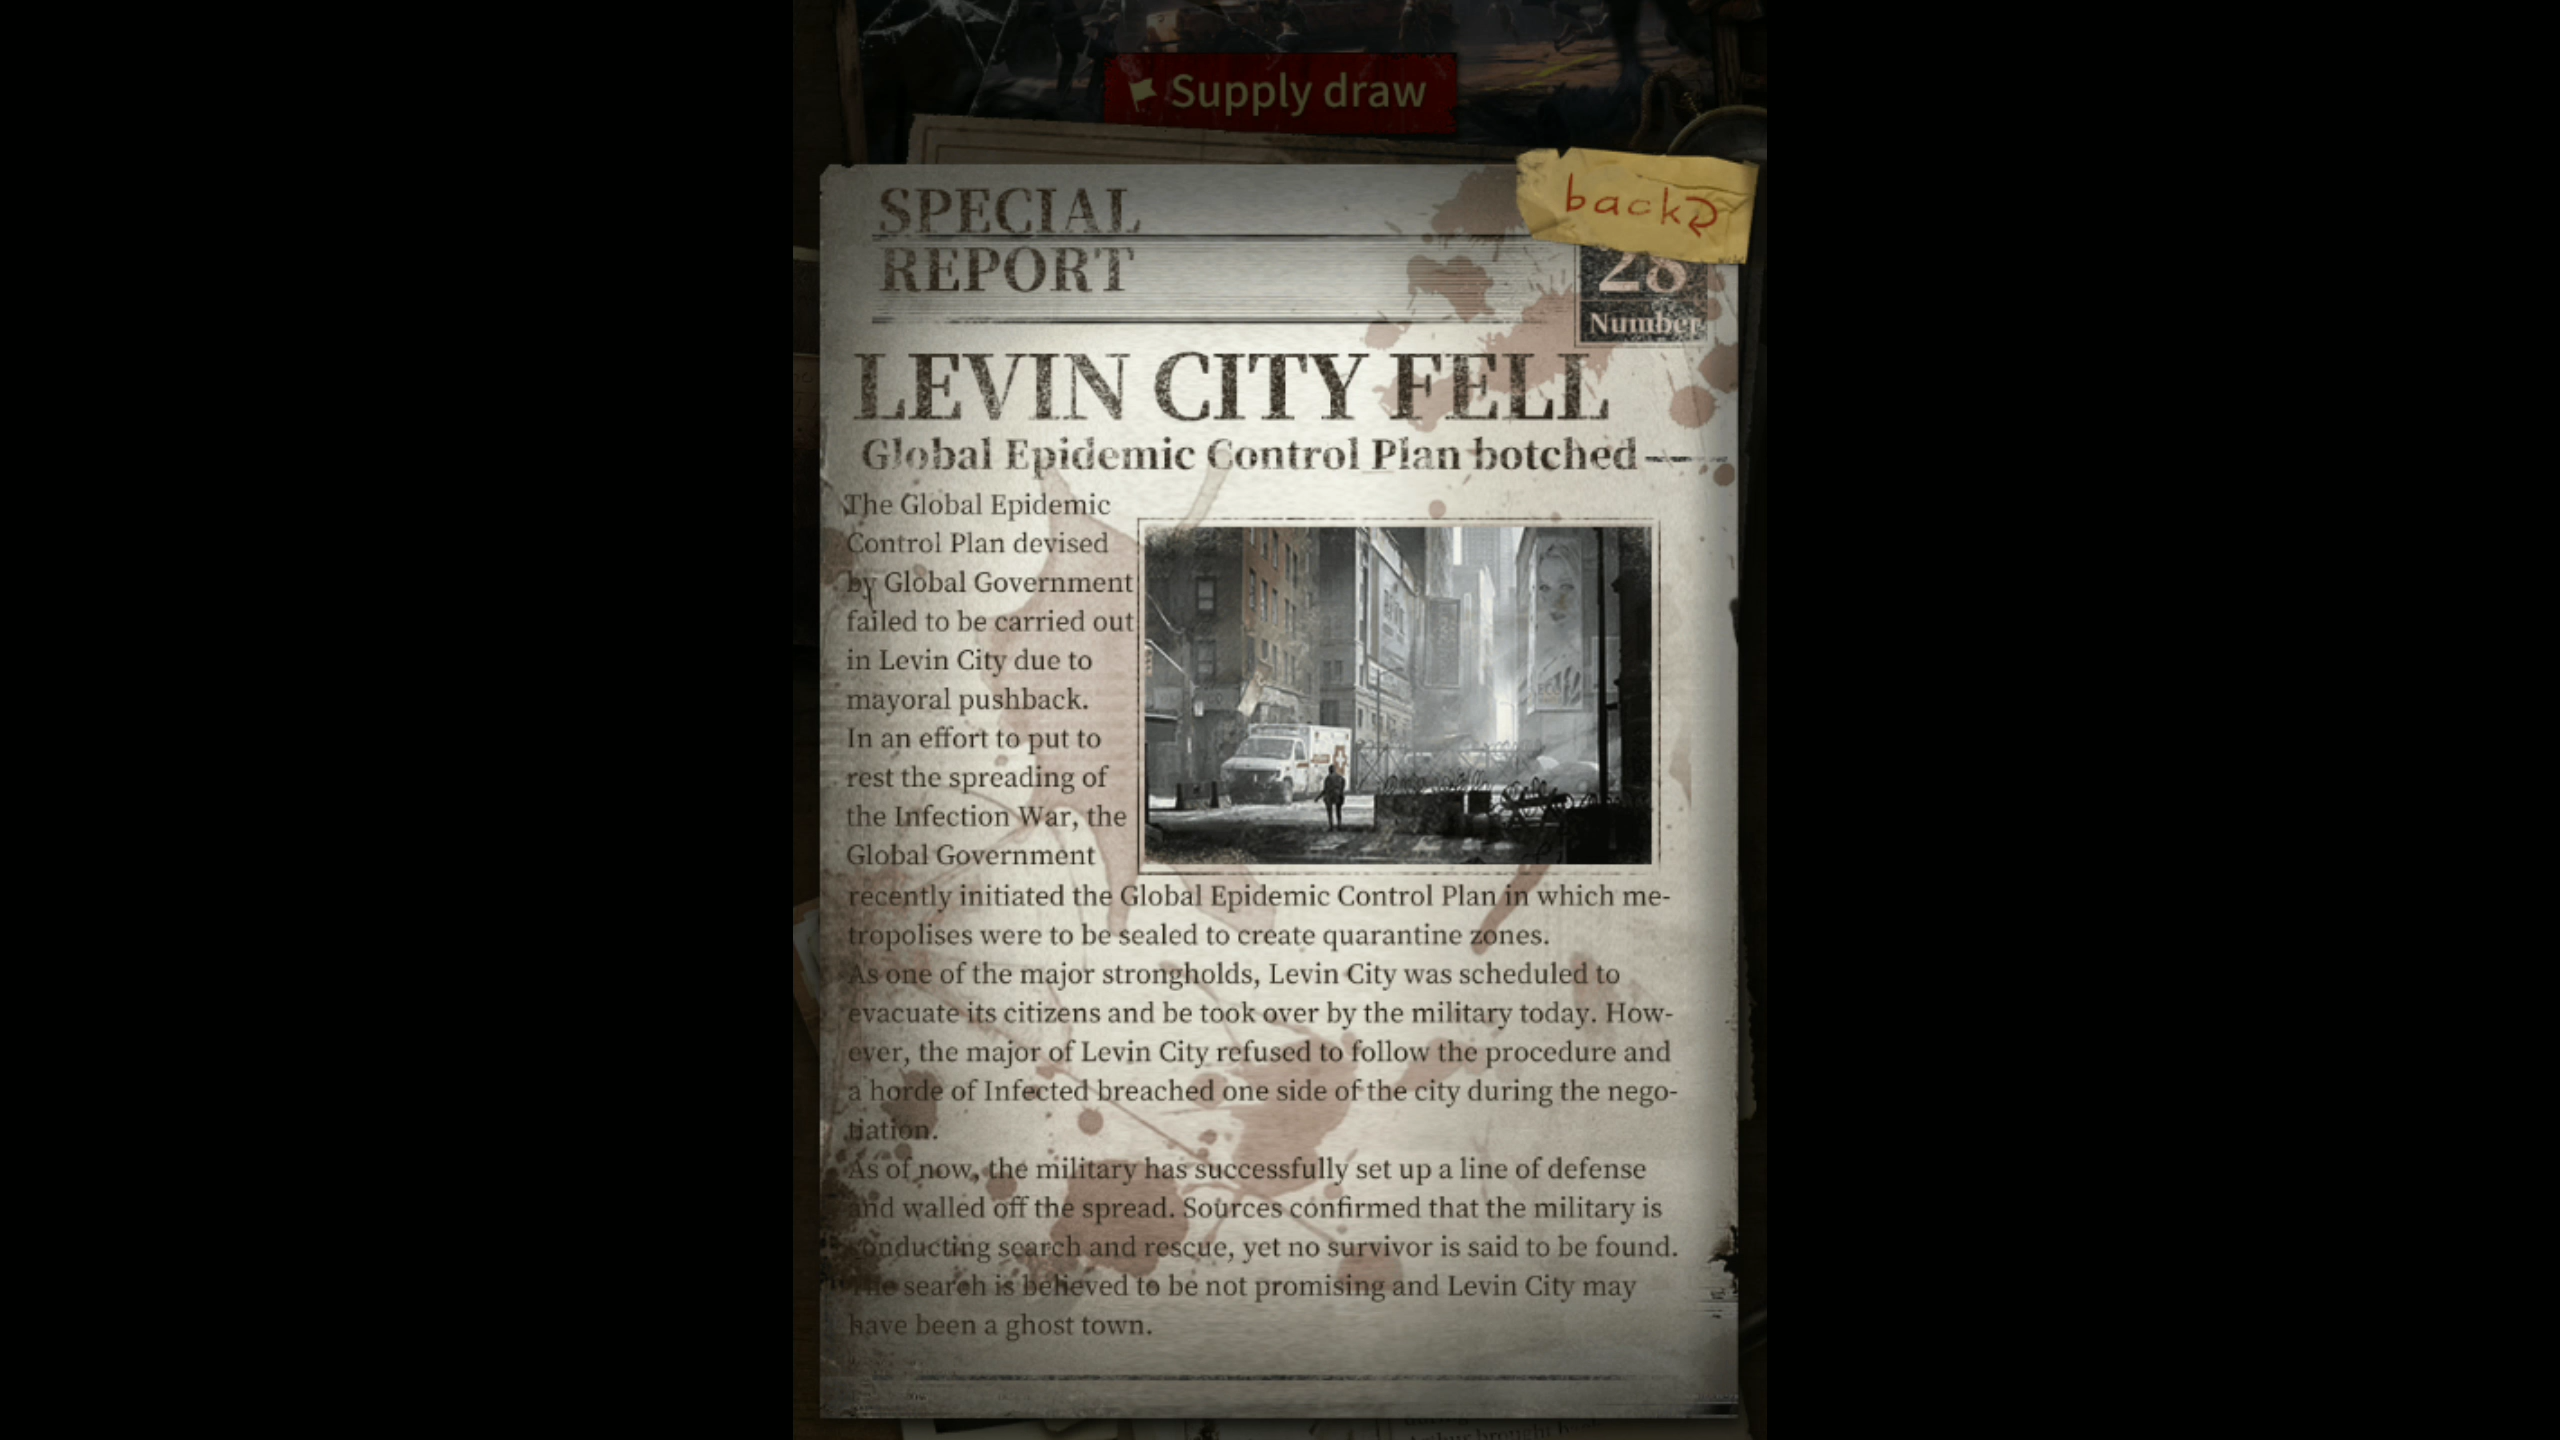 Supply draw
back
SPECIAL
REPORT
28
Number
LEVIN CITY FELL
Global Epidemic Control Plan botched
The Global Epidemic
Control Plan devised
by Global Government
failed to be carried out
in Levin City due to
mayoral pushback.
In an effort to put to
rest the spreading of
the Infection War, the
Global Government
recently initiated the Global Epidemic Control Plan in which me-
tropolises were to be sealed to create quarantine zones.
As one of the major strongholds, Levin City was scheduled to
evacuate its citizens and be took over by the military today. How-
ever, the major of Levin City refused to follow the procedure and
a horde of Infected breached one side of the city during the nego-
tiation.
As of now, the military has successfully set up a line of defense
and walled off the spread. Sources confirmed that the military is
conducting search and rescue, yet no survivor is said to be found.
The search is believed to be not promising and Levin City may
have been a ghost town.